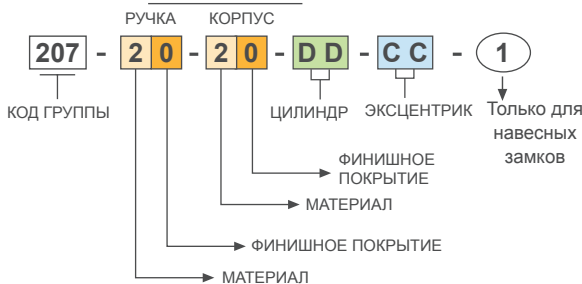 РУЧКА КОРПУС
207 - 2 0 - 2 0 - D D - C C - 1
КОД ГРУППЫ
ЦИЛИНДР
ЭКСЦЕНТРИК
Только для
навесных
замков
ФИНИШНОЕ
ПОКРЫТИЕ
МАТЕРИАЛ
ФИНИШНОЕ ПОКРЫТИЕ
МАТЕРИАЛ